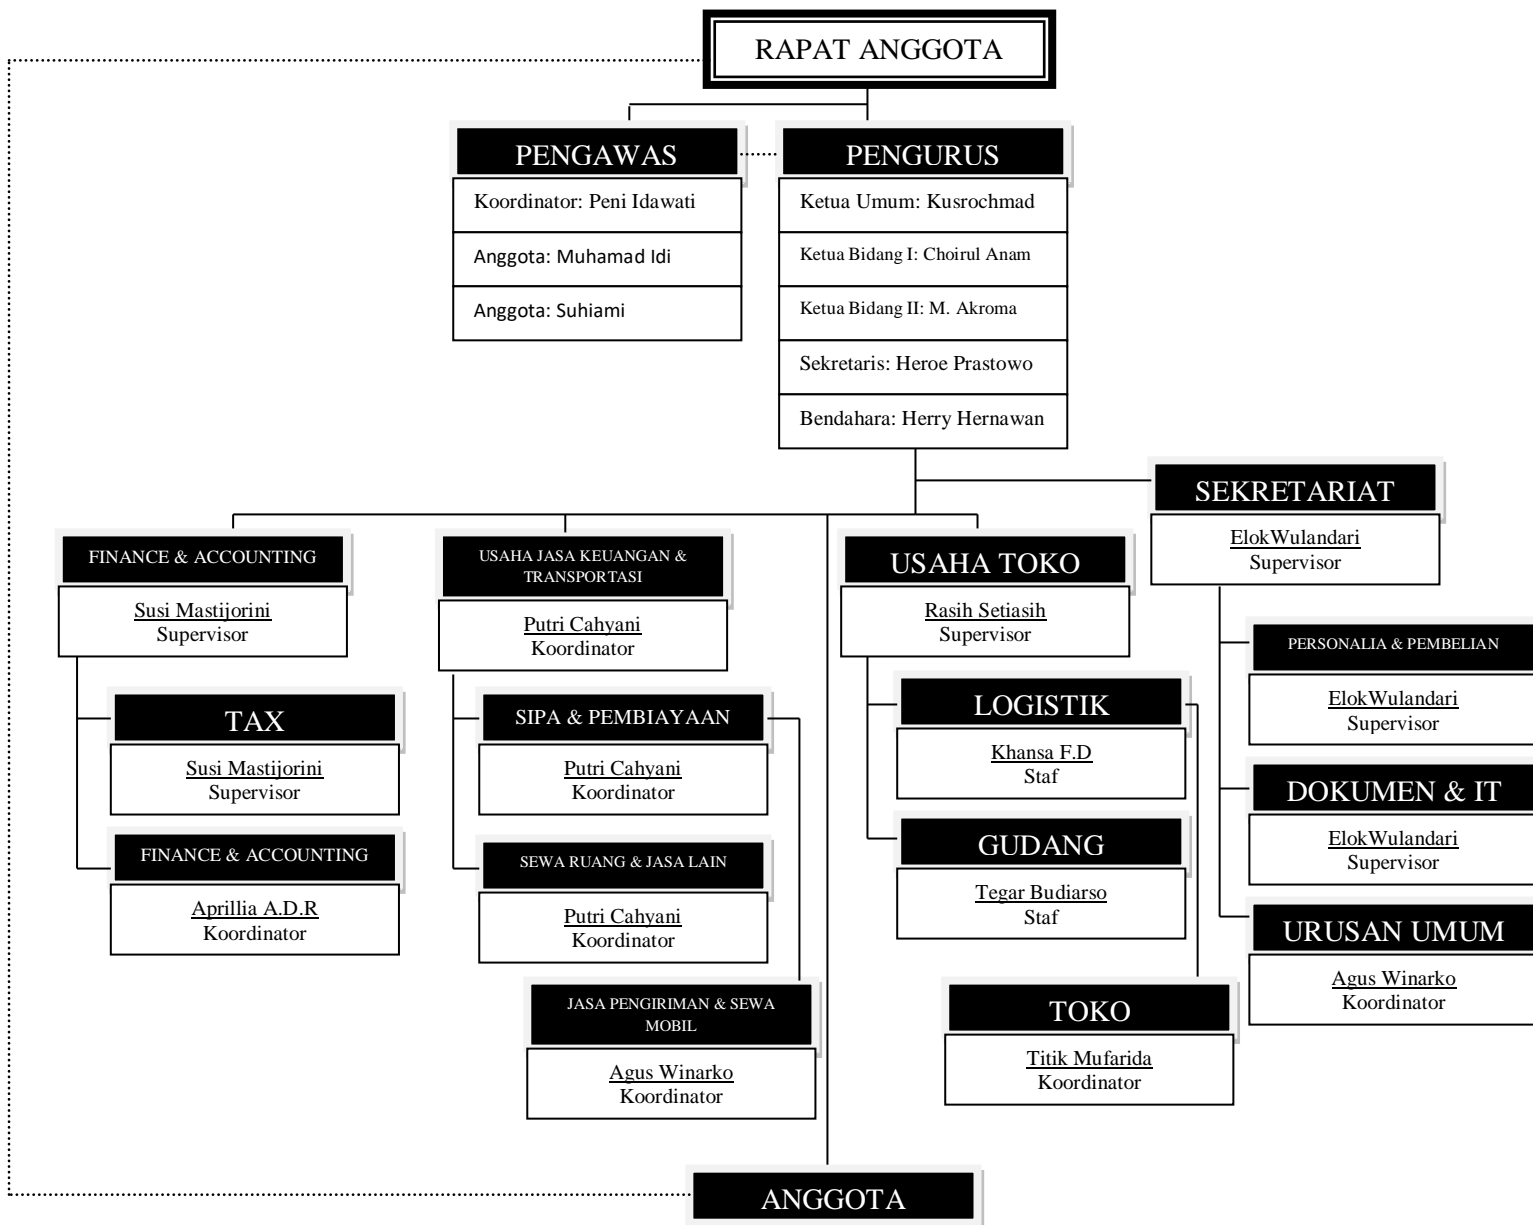 RAPAT ANGGOTA
PENGAWAS
Koordinator: Peni Idawati
Anggota: Muhamad Idi
Anggota: Suhiami
PENGURUS
Ketua Umum: Kusrochmad
Ketua Bidang I: Choirul Anam
Ketua Bidang II: M. Akroma
Sekretaris: Heroe Prastowo
Bendahara: Herry Hernawan
SEKRETARIAT
ElokWulandari
Supervisor
FINANCE & ACCOUNTING
Susi Mastijorini
Supervisor
TAX
Susi Mastijorini
Supervisor
FINANCE & ACCOUNTING
Aprillia A.D.R
Koordinator
USAHA JASA KEUANGAN &
TRANSPORTASI
Putri Cahyani
Koordinator
SIPA & PEMBIAYAAN
Putri Cahyani
Koordinator
SEWA RUANG & JASA LAIN
Putri Cahyani
Koordinator
JASA PENGIRIMAN & SEWA
MOBIL
Agus Winarko
Koordinator
USAHA TOKO
Rasih Setiasih
Supervisor
LOGISTIK
Khansa F.D
Staf
GUDANG
Tegar Budiarso
Staf
TOKO
Titik Mufarida
Koordinator
PERSONALIA & PEMBELIAN
ElokWulandari
Supervisor
DOKUMEN & IT
ElokWulandari
Supervisor
URUSAN UMUM
Agus Winarko
Koordinator
ANGGOTA